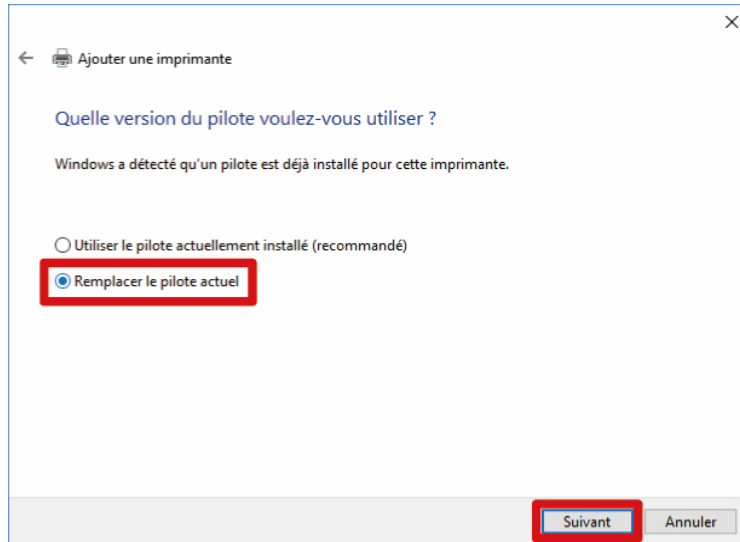 Ajouter une imprimante
Quelle version du pilote voulez-vous utiliser ?
Windows a détecté qu'un pilote est déjà installé pour cette imprimante.
Utiliser le pilote actuellement installé (recommandé)
Remplacer le pilote actuel
Suivant Annuler